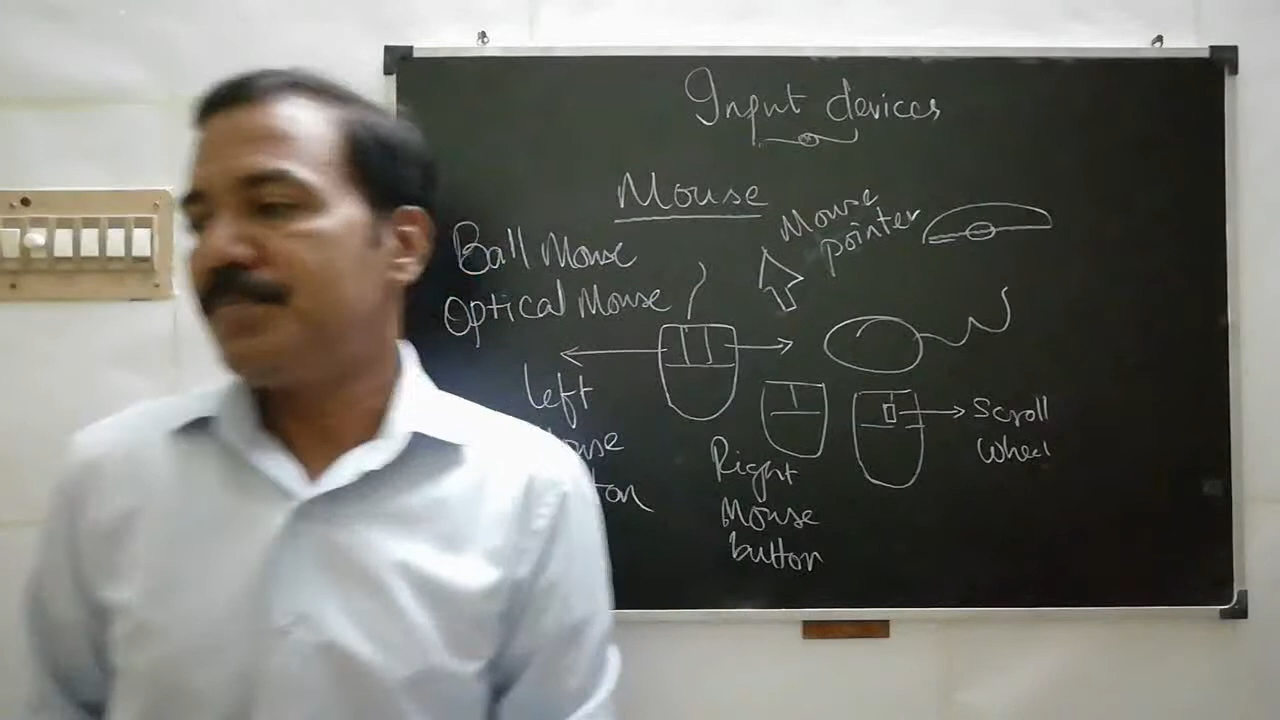 Input devices
Mouse
Mouse
pointer
Ball Mouse
Optical Mouse
Left
Right
Mouse
button
Scroll
Wheel